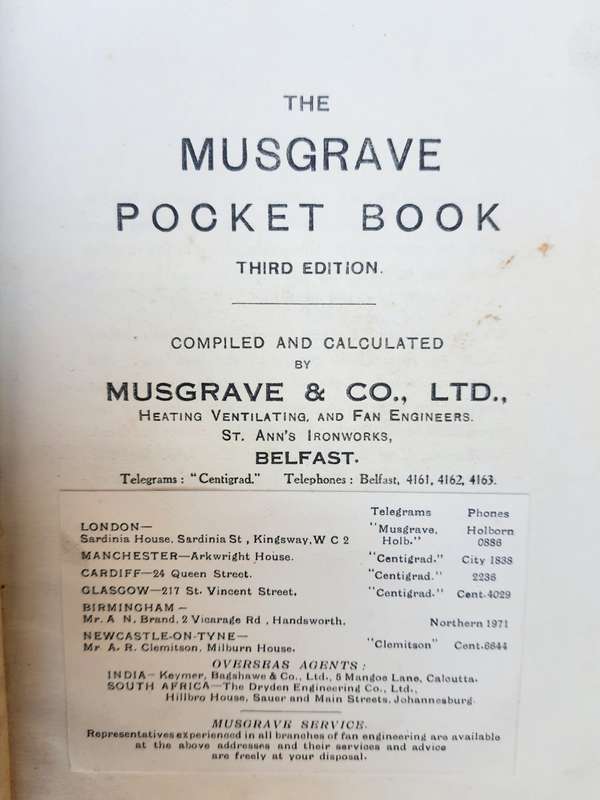 THE
MUSGRAVE
POCKET BOOK
THIRD EDITION.
COMPILED AND CALCULATED
BY
MUSGRAVE & CO., LTD.,
HEATING VENTILATING, AND FAN ENGINEERS.
ST. ANN'S IRONWORKS,
BELFAST.
Telegrams: "Centigrad." Telephones: Belfast, 4161, 4162, 4163.
Telegrams Phones
LONDON— "Musgrave, Holborn
Sardinia House, Sardinia St, Kingsway, W C 2 Holb." 0886
MANCHESTER—Arkwright House. "Centigrad." City 1838
CARDIFF—24 Queen Street. "Centigrad." 2236
GLASGOW—217 St. Vincent Street. "Centigrad." Cent. 4029
BIRMINGHAM—
Mr. A N. Brand, 2 Vicarage Rd, Handsworth. Northern 1971
NEWCASTLE-ON-TYNE—
Mr A. R. Clemitson, Milburn House. "Clemitson" Cent. 6644
OVERSEAS AGENTS:
INDIA—Keymer, Bagshawe & Co., Ltd., 5 Mangoe Lane, Calcutta.
SOUTH AFRICA—The Dryden Engineering Co., Ltd.,
Hillbro House, Sauer and Main Streets, Johannesburg.
MUSGRAVE SERVICE.
Representatives experienced in all branches of fan engineering are available
at the above addresses and their services and advice
are freely at your disposal.